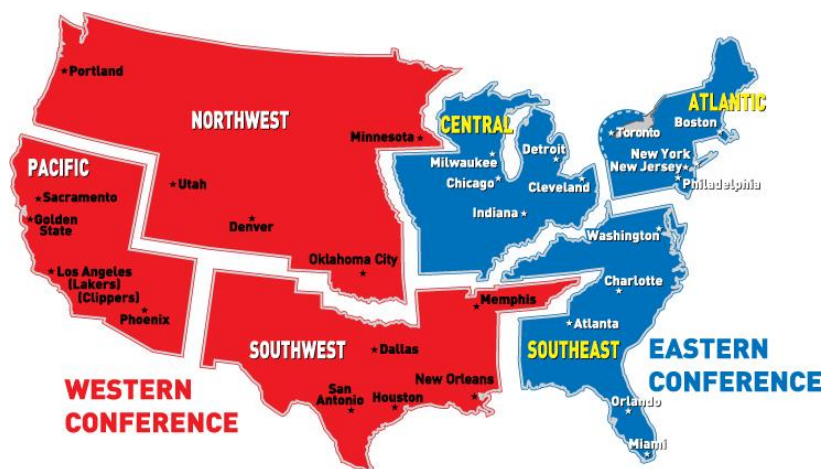 Portland
NORTHWEST
Minnesota
Utah
Denver
Oklahoma City
PACIFIC
Sacramento
Golden
State
Los Angeles
(Lakers)
(Clippers)
Phoenix
SOUTHWEST
Memphis
Dallas
San
Antonio
Houston
New Orleans
WESTERN
CONFERENCE
CENTRAL
Milwaukee
Detroit
Chicago
Cleveland
Indiana
ATLANTIC
Toronto
Boston
New York
New Jersey
Philadelphia
Washington
Charlotte
Atlanta
SOUTHEAST
Orlando
Miami
EASTERN
CONFERENCE